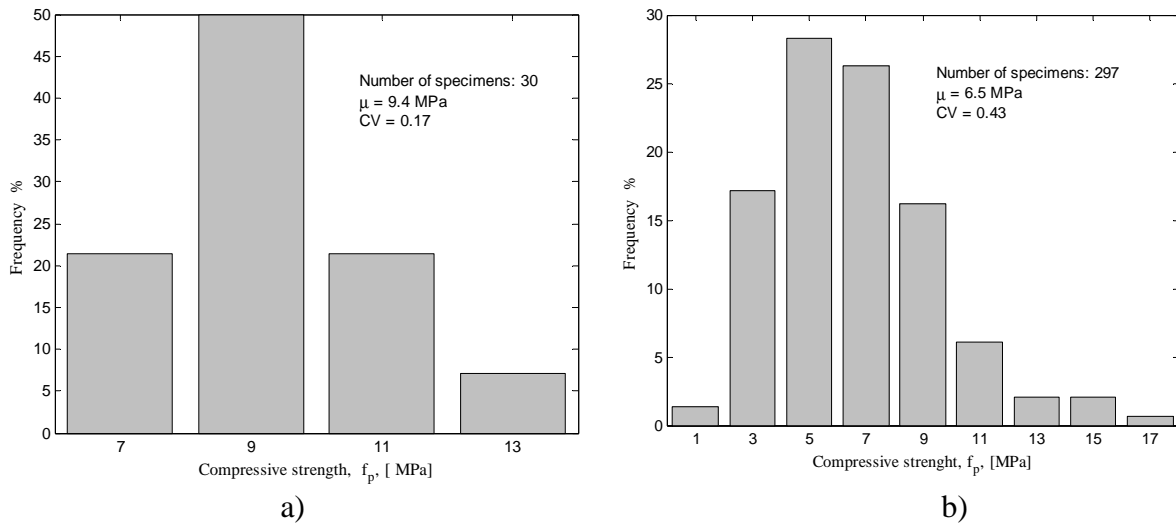 50
45
40
35
30
25
20
15
10
5
0
Frequency %
Number of specimens: 30
μ = 9.4 MPa
CV = 0.17
7 9 11 13
Compressive strength, f_p, [ MPa]
a)
30
25
20
15
10
5
0
Frequency %
Number of specimens: 297
μ = 6.5 MPa
CV = 0.43
1 3 5 7 9 11 13 15 17
Compressive strenght, f_p, [MPa]
b)